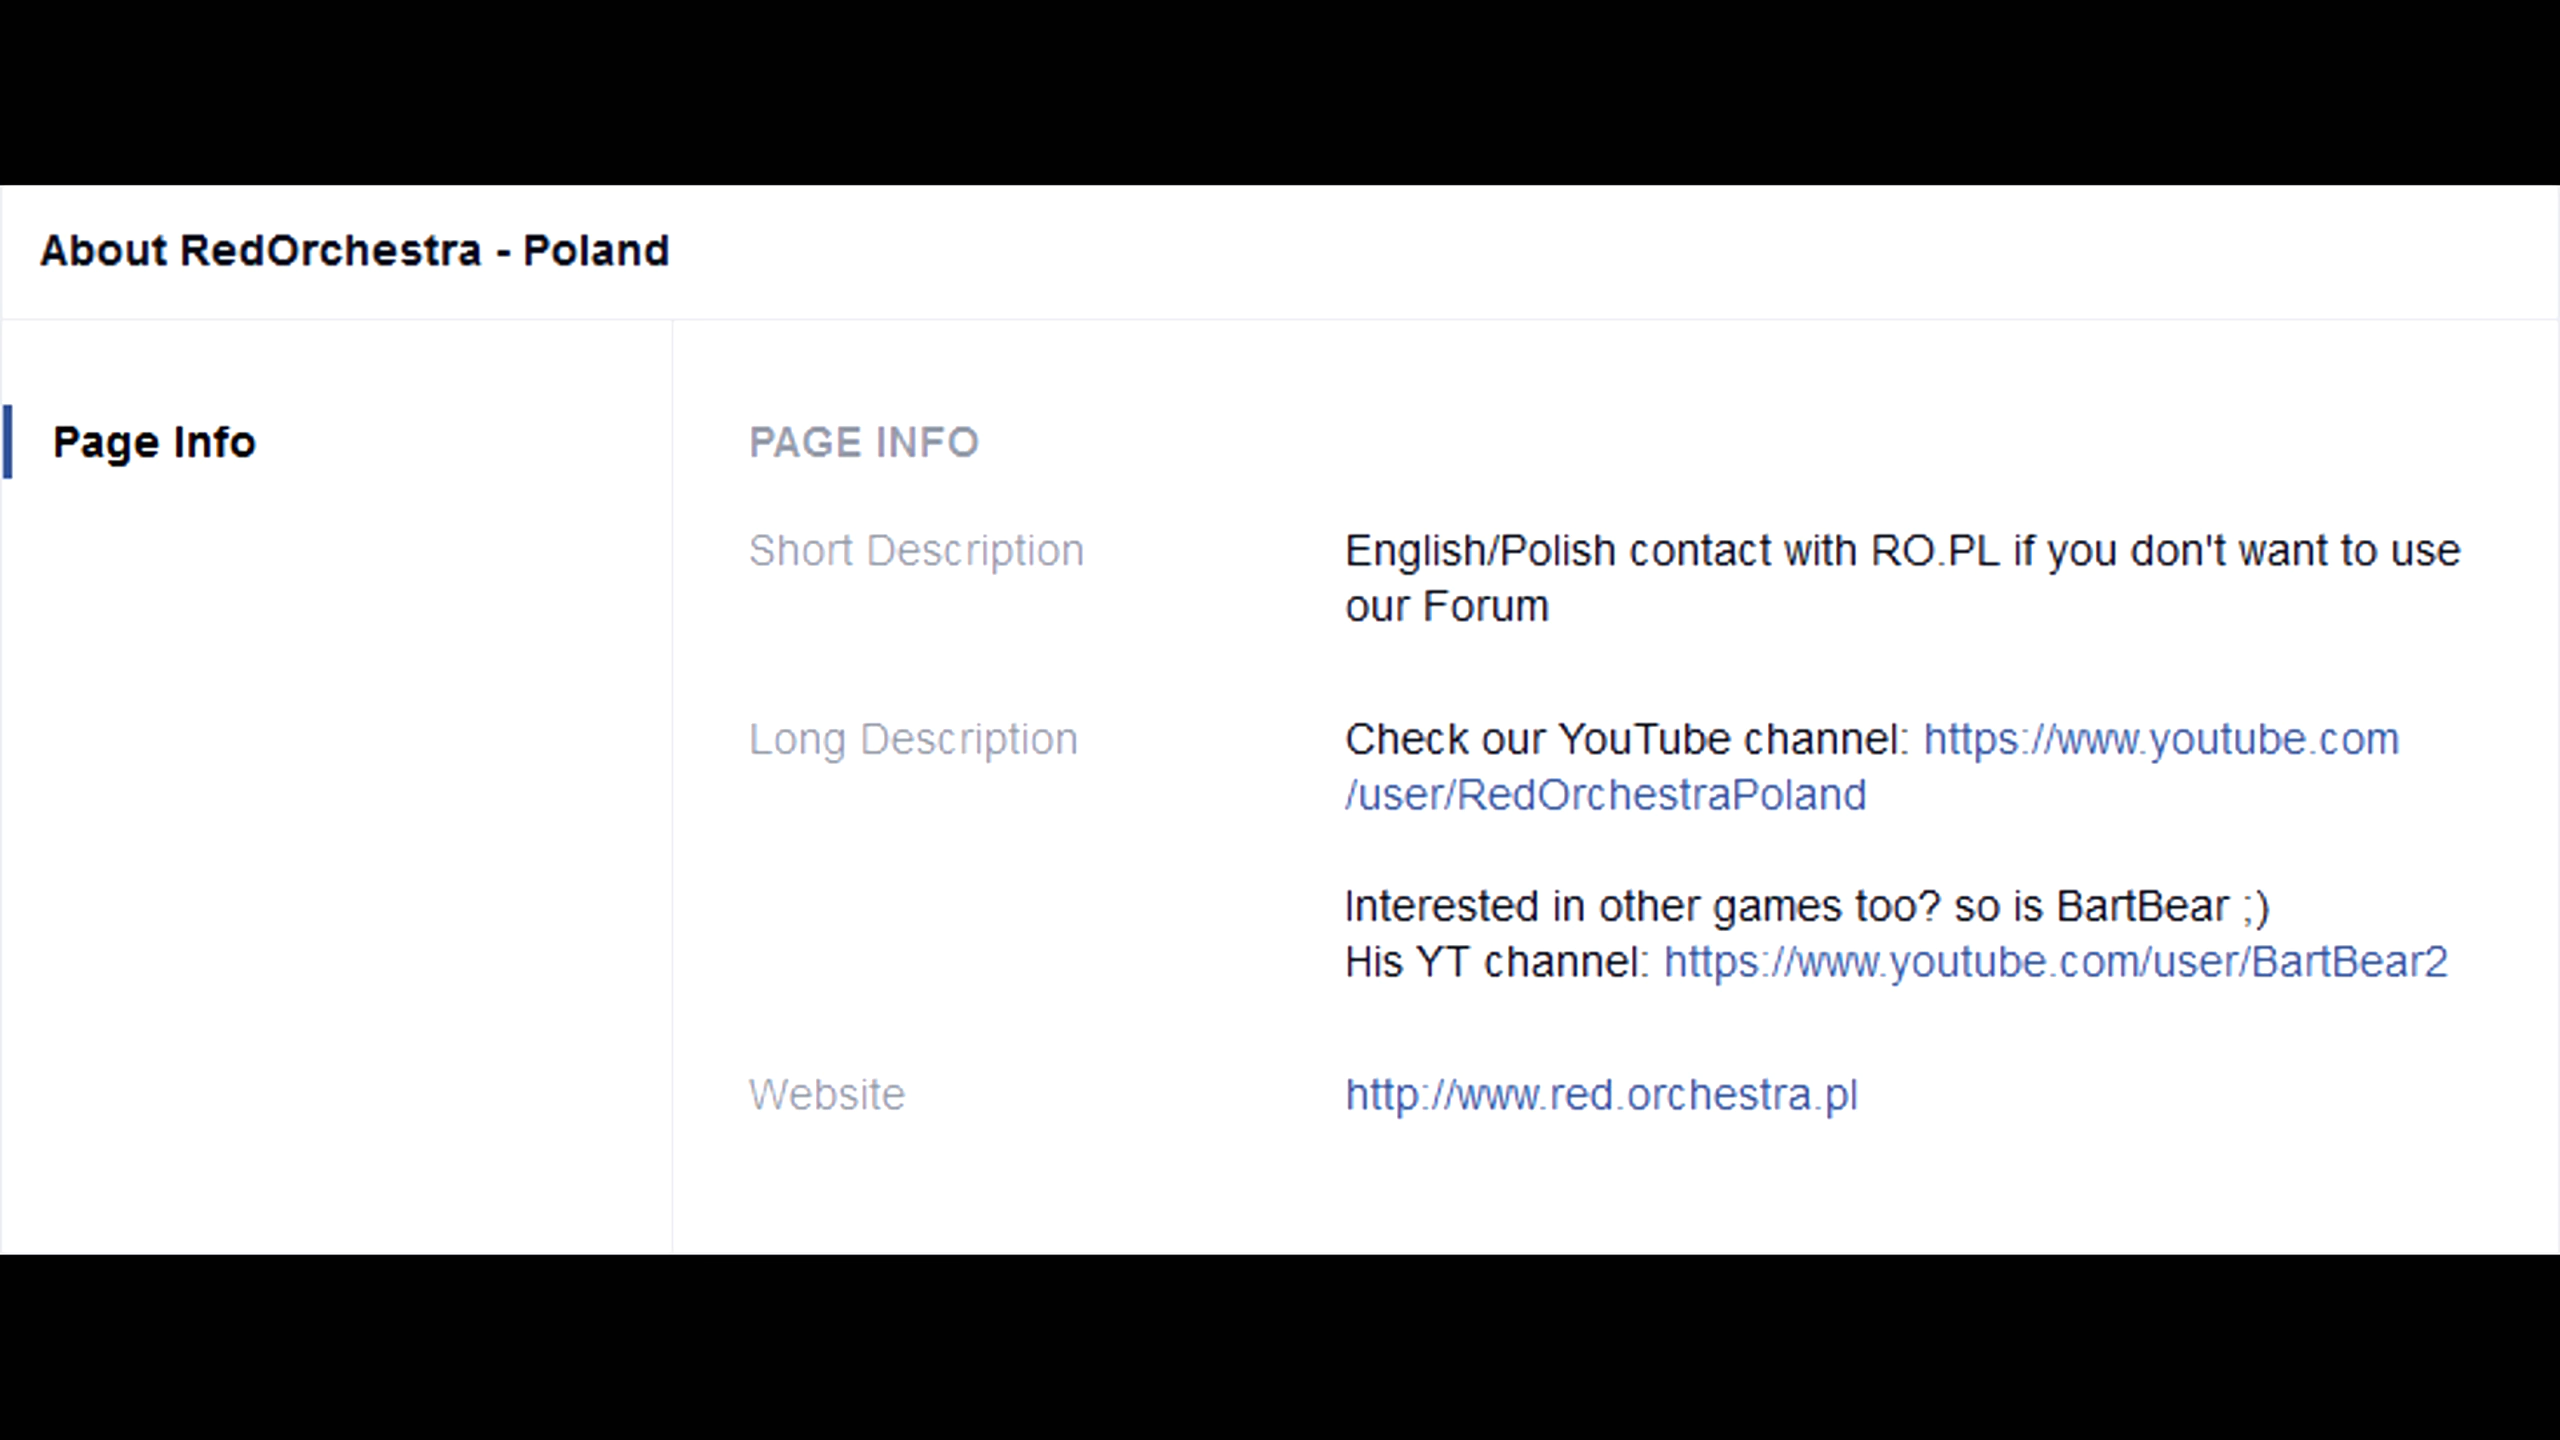 About RedOrchestra - Poland
Page Info
PAGE INFO
Short Description
English/Polish contact with RO.PL if you don't want to use
our Forum
Long Description
Check our YouTube channel: https://www.youtube.com
/user/RedOrchestraPoland
Interested in other games too? so is BartBear ;)
His YT channel: https://www.youtube.com/user/BartBear2
Website
http://www.red.orchestra.pl